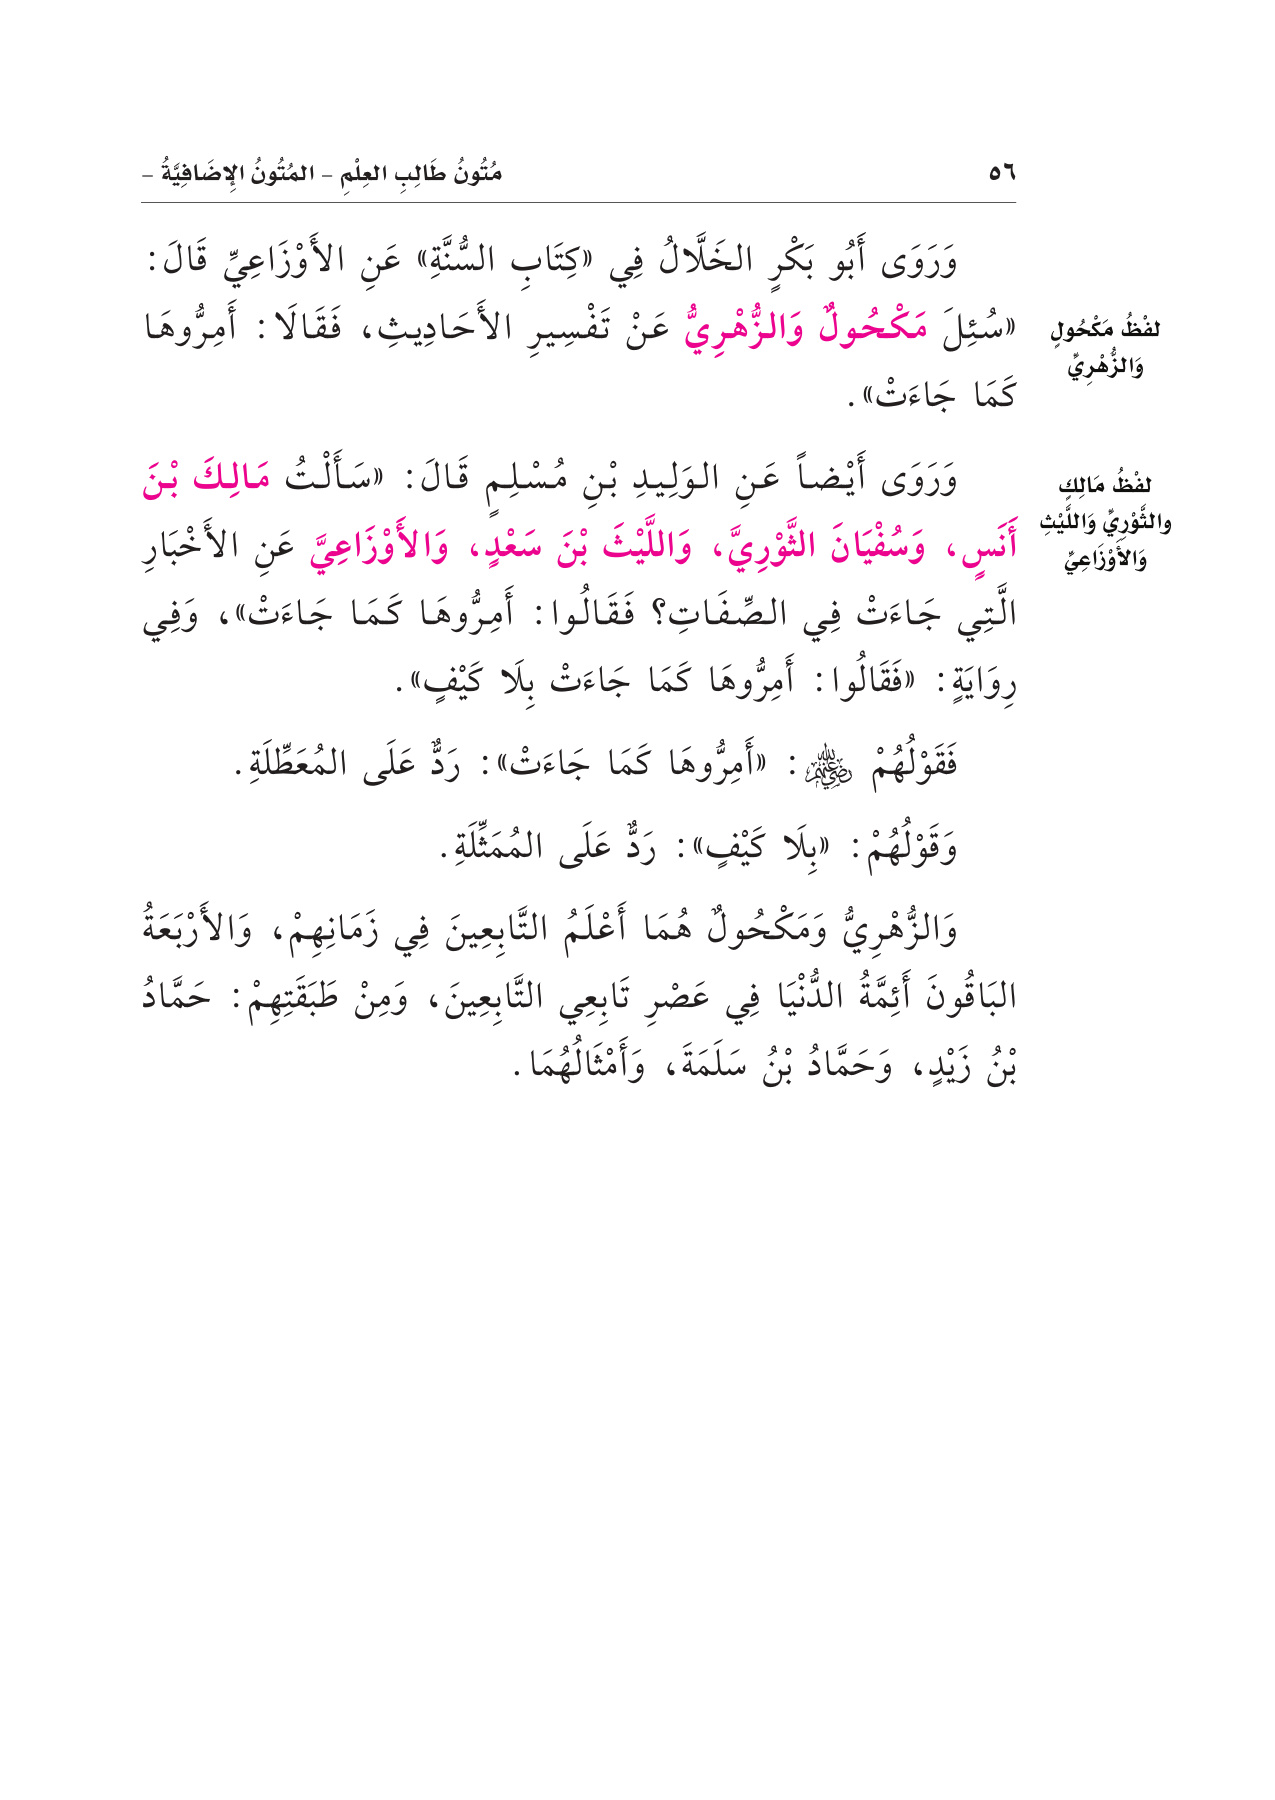 ٥٦
مُتُونُ طَالِبِ العِلْمِ - المُتُونُ الإِضَافِيَّةُ -
وَرَوَى أَبُو بَكْرٍ الخَلَّالُ فِي «كِتَابِ السُّنَّةِ» عَنِ الأَوْزَاعِيِّ قَالَ:
«سُئِلَ مَكْحُولٌ وَالزُّهْرِيُّ عَنْ تَفْسِيرِ الأَحَادِيثِ، فَقَالَا: أَمِرُّوهَا
كَمَا جَاءَتْ».
لَفْظُ مَكْحُولٍ
وَالزُّهْرِيِّ
وَرَوَى أَيْضاً عَنِ الوَلِيدِ بْنِ مُسْلِمٍ قَالَ: «سَأَلْتُ مَالِكَ بْنَ
أَنَسٍ، وَسُفْيَانَ الثَّوْرِيَّ، وَاللَّيْثَ بْنَ سَعْدٍ، وَالأَوْزَاعِيَّ عَنِ الأَخْبَارِ
الَّتِي جَاءَتْ فِي الصِّفَاتِ؟ فَقَالُوا: أَمِرُّوهَا كَمَا جَاءَتْ»، وَفِي
رِوَايَةٍ: «فَقَالُوا: أَمِرُّوهَا كَمَا جَاءَتْ بِلَا كَيْفٍ».
لَفْظُ مَالِكٍ
والثَّوْرِيِّ وَاللَّيْثِ
وَالأَوْزَاعِيِّ
فَقَوْلُهُمْ رضي الله عنهم: «أَمِرُّوهَا كَمَا جَاءَتْ»: رَدٌّ عَلَى المُعَطِّلَةِ.
وَقَوْلُهُمْ: «بِلَا كَيْفٍ»: رَدٌّ عَلَى المُمَثِّلَةِ.
وَالزُّهْرِيُّ وَمَكْحُولٌ هُمَا أَعْلَمُ التَّابِعِينَ فِي زَمَانِهِمْ، وَالأَرْبَعَةُ
البَاقُونَ أَئِمَّةُ الدُّنْيَا فِي عَصْرِ تَابِعِي التَّابِعِينَ، وَمِنْ طَبَقَتِهِمْ: حَمَّادُ
بْنُ زَيْدٍ، وَحَمَّادُ بْنُ سَلَمَةَ، وَأَمْثَالُهُمَا.